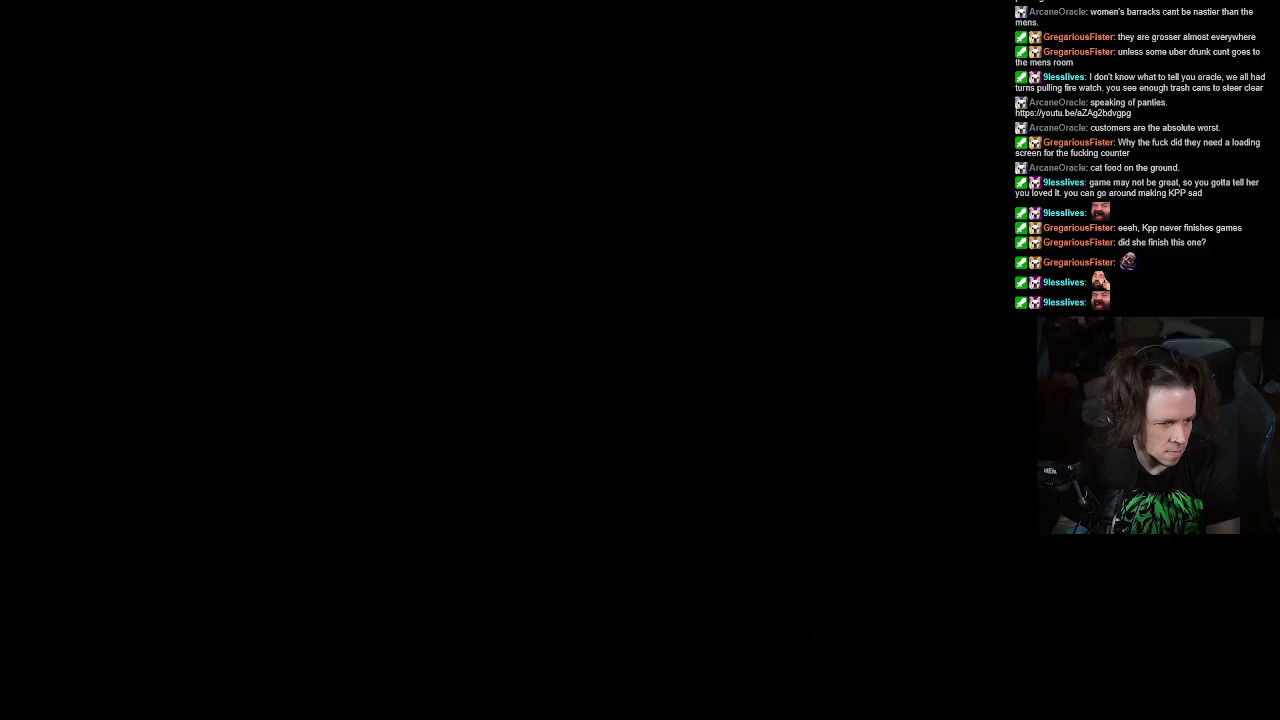 ArcaneOracle: women's barracks cant be nastier than the
mens.
GregariousFister: they are grosser almost everywhere
GregariousFister: unless some uber drunk cunt goes to
the mens room
9lesslives: I don't know what to tell you oracle, we all had
turns pulling fire watch. you see enough trash cans to steer clear
ArcaneOracle: speaking of panties.
https://youtu.be/aZAg2bdvgpg
ArcaneOracle: customers are the absolute worst.
GregariousFister: Why the fuck did they need a loading
screen for the fucking counter
ArcaneOracle: cat food on the ground.
9lesslives: game may not be great, so you gotta tell her
you loved it. you can go around making KPP sad
9lesslives:
GregariousFister: eeeh, Kpp never finishes games
GregariousFister: did she finish this one?
GregariousFister:
9lesslives:
9lesslives: